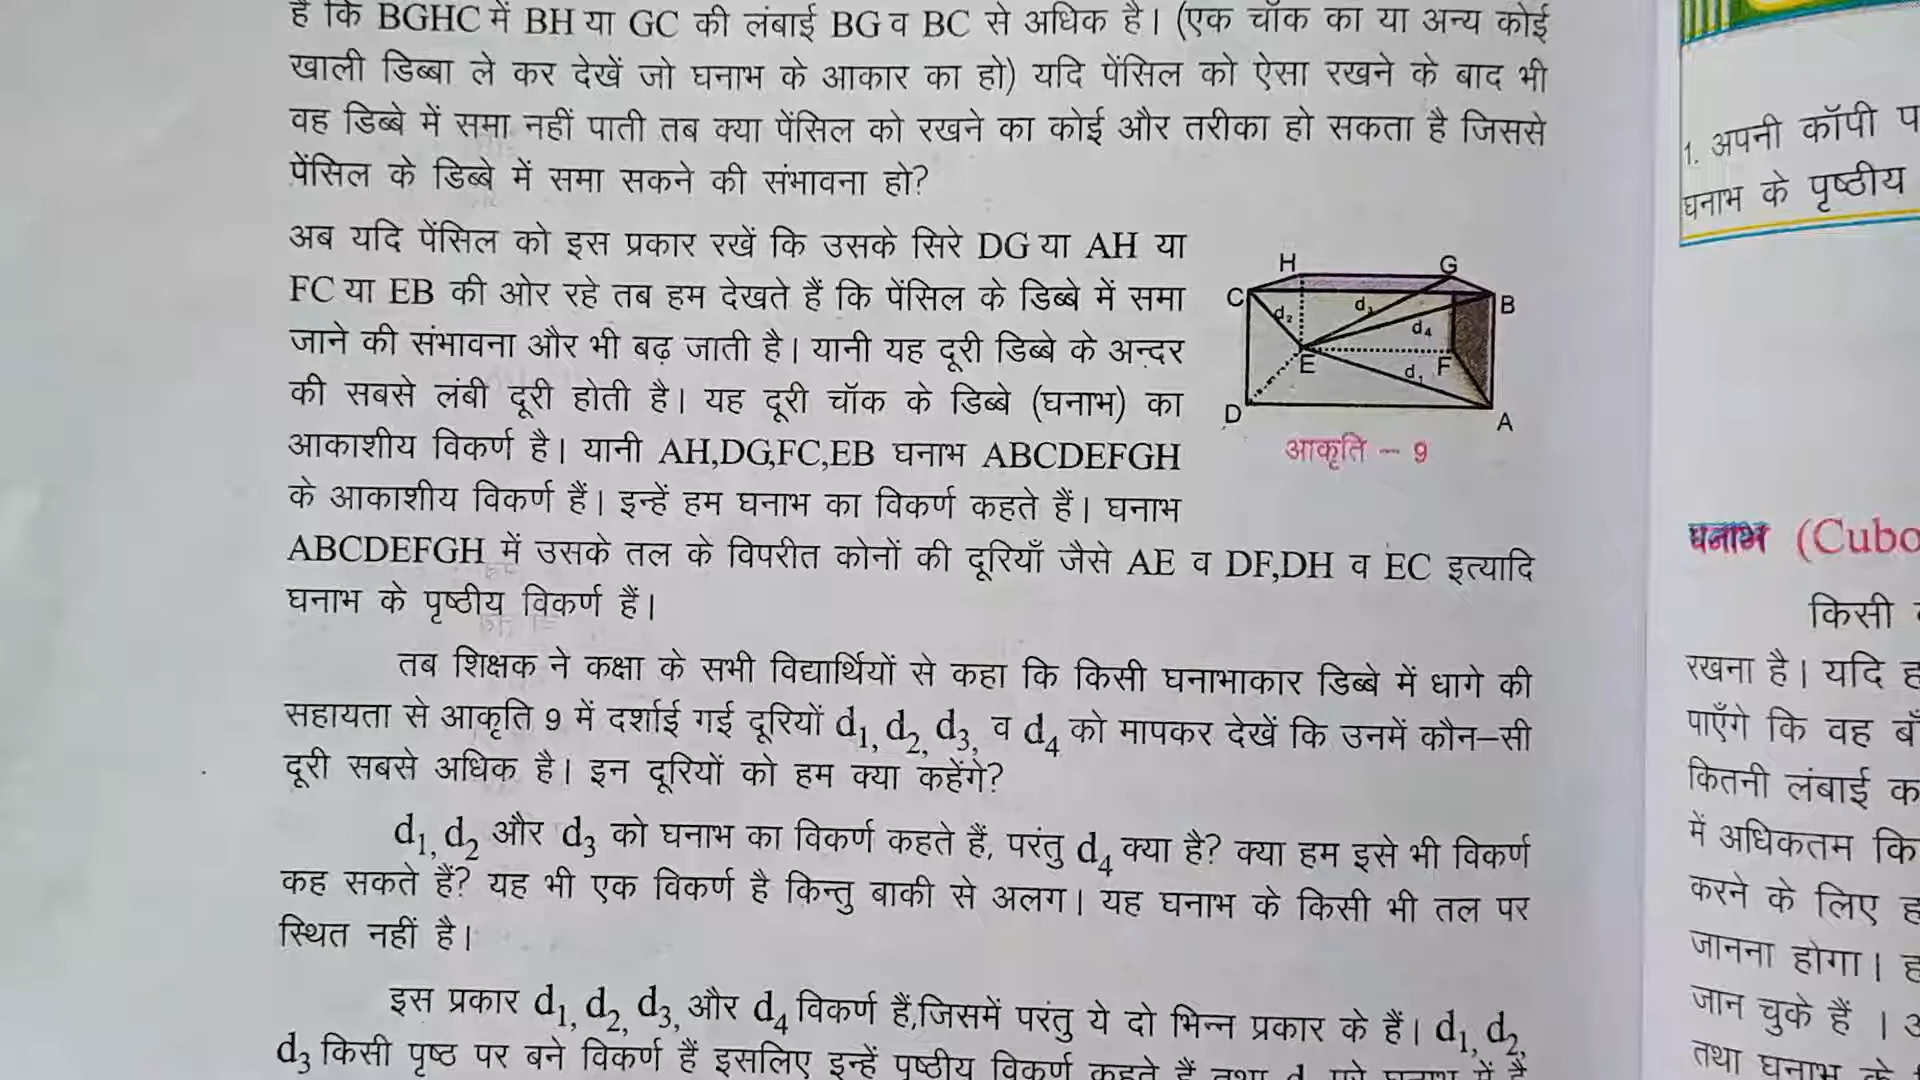 है कि BGHC में BH या GC की लंबाई BG व BC से अधिक है। (एक चॉक का या अन्य कोई
खाली डिब्बा ले कर देखें जो घनाभ के आकार का हो) यदि पेंसिल को ऐसा रखने के बाद भी
वह डिब्बे में समा नहीं पाती तब क्या पेंसिल को रखने का कोई और तरीका हो सकता है जिससे
पेंसिल के डिब्बे में समा सकने की संभावना हो?
अब यदि पेंसिल को इस प्रकार रखें कि उसके सिरे DG या AH या
FC या EB की ओर रहे तब हम देखते हैं कि पेंसिल के डिब्बे में समा
जाने की संभावना और भी बढ़ जाती है। यानी यह दूरी डिब्बे के अन्दर
की सबसे लंबी दूरी होती है। यह दूरी चॉक के डिब्बे (घनाभ) का
आकाशीय विकर्ण है। यानी AH,DG,FC,EB घनाभ ABCDEFGH
के आकाशीय विकर्ण हैं। इन्हें हम घनाभ का विकर्ण कहते हैं। घनाभ
ABCDEFGH में उसके तल के विपरीत कोनों की दूरियाँ जैसे AE व DF,DH व EC इत्यादि
घनाभ के पृष्ठीय विकर्ण हैं।
H G
C B
d₂ d₃ d₄
E F
d₁
D A
आकृति – 9
तब शिक्षक ने कक्षा के सभी विद्यार्थियों से कहा कि किसी घनाभाकार डिब्बे में धागे की
सहायता से आकृति 9 में दर्शाई गई दूरियों d₁, d₂, d₃, व d₄ को मापकर देखें कि उनमें कौन–सी
दूरी सबसे अधिक है। इन दूरियों को हम क्या कहेंगे?
d₁, d₂ और d₃ को घनाभ का विकर्ण कहते हैं, परंतु d₄ क्या है? क्या हम इसे भी विकर्ण
कह सकते हैं? यह भी एक विकर्ण है किन्तु बाकी से अलग। यह घनाभ के किसी भी तल पर
स्थित नहीं है।
इस प्रकार d₁, d₂, d₃, और d₄ विकर्ण हैं,जिसमें परंतु ये दो भिन्न प्रकार के हैं। d₁, d₂,
d₃ किसी पृष्ठ पर बने विकर्ण हैं इसलिए इन्हें पृष्ठीय विकर्ण कहते हैं तथा
1. अपनी कॉपी
घनाभ के पृष्ठीय
घनाभ (Cubo
किसी
रखना है। यदि
पाएँगे कि वह
कितनी लंबाई
में अधिकतम
करने के लिए
जानना होगा।
जान चुके हैं ।
तथा घनाभ के